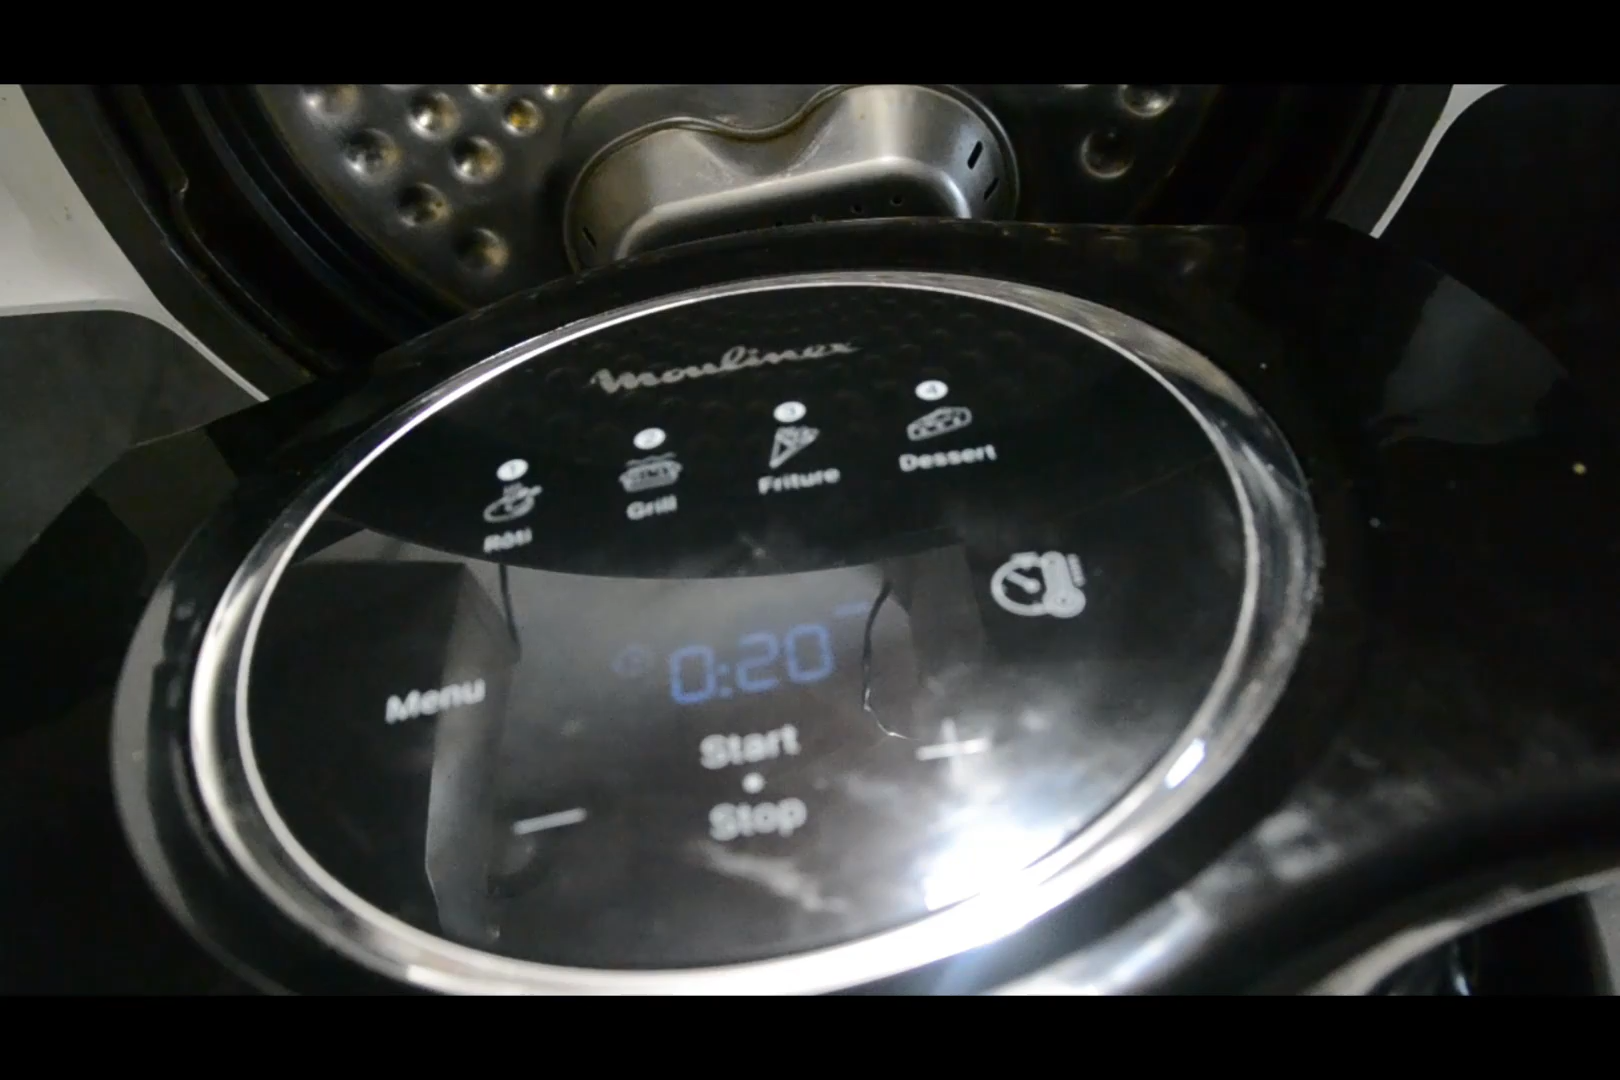 Moulinex
1 2 3 4
Rôti Grill Friture Dessert
0:20
Menu
Start
Stop